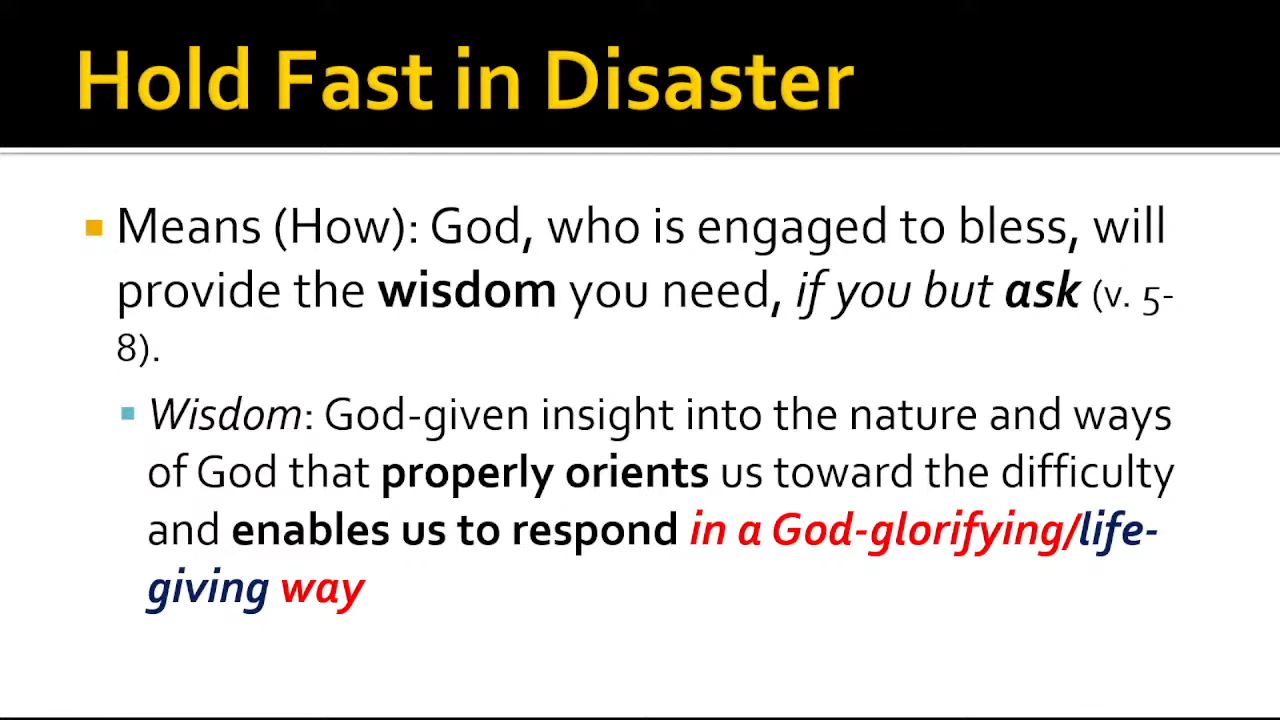 Hold Fast in Disaster
Means (How): God, who is engaged to bless, will
provide the wisdom you need, if you but ask (v. 5-
8).
Wisdom: God-given insight into the nature and ways
of God that properly orients us toward the difficulty
and enables us to respond in a God-glorifying/life-
giving way